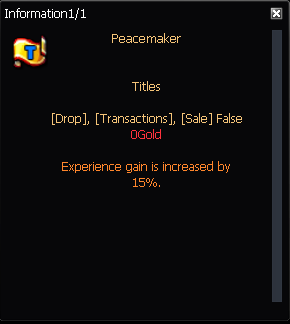 Information1/1
Peacemaker
T
Titles
[Drop], [Transactions], [Sale] False
0Gold
Experience gain is increased by
15%.